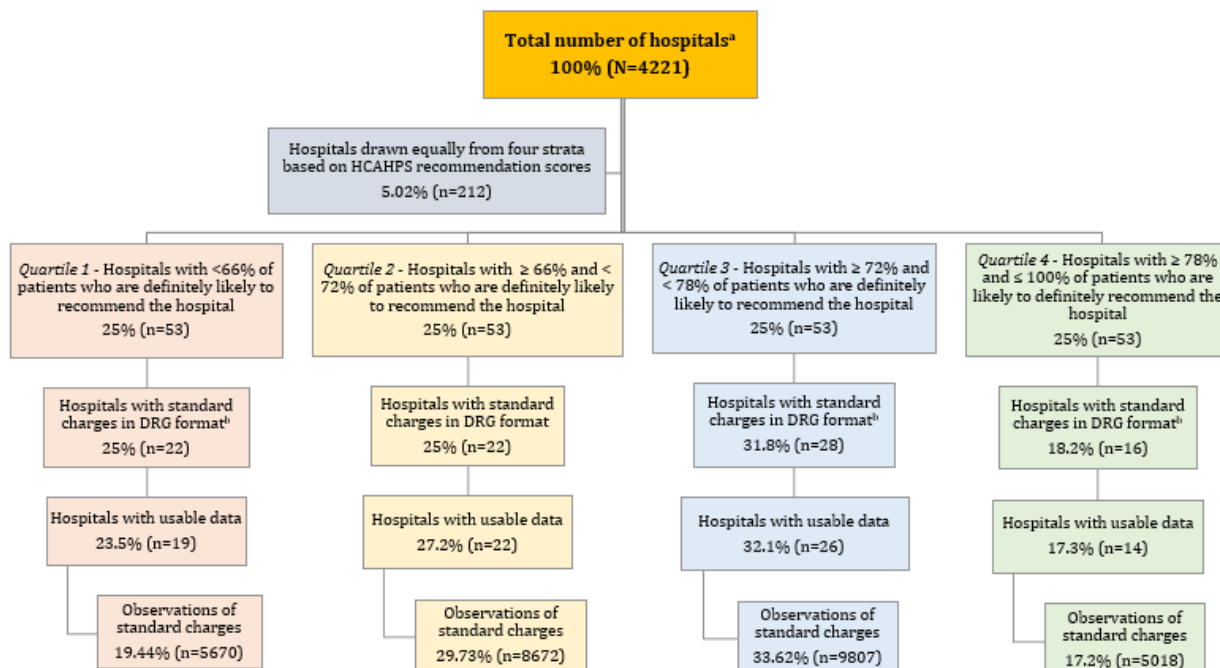 Total number of hospitalsᵃ
100% (N=4221)
Hospitals drawn equally from four strata
based on HCAHPS recommendation scores
5.02% (n=212)
Quartile 1 - Hospitals with <66% of
patients who are definitely likely to
recommend the hospital
25% (n=53)
Quartile 2 - Hospitals with ≥ 66% and <
72% of patients who are definitely likely
to recommend the hospital
25% (n=53)
Quartile 3 - Hospitals with ≥ 72% and
< 78% of patients who are definitely
likely to recommend the hospital
25% (n=53)
Quartile 4 - Hospitals with ≥ 78%
and ≤ 100% of patients who are
likely to definitely recommend the
hospital
25% (n=53)
Hospitals with standard
charges in DRG formatᵇ
25% (n=22)
Hospitals with standard
charges in DRG format
25% (n=22)
Hospitals with standard
charges in DRG formatᵇ
31.8% (n=28)
Hospitals with standard
charges in DRG formatᵇ
18.2% (n=16)
Hospitals with usable data
23.5% (n=19)
Hospitals with usable data
27.2% (n=22)
Hospitals with usable data
32.1% (n=26)
Hospitals with usable data
17.3% (n=14)
Observations of
standard charges
19.44% (n=5670)
Observations of
standard charges
29.73% (n=8672)
Observations of
standard charges
33.62% (n=9807)
Observations of
standard charges
17.2% (n=5018)